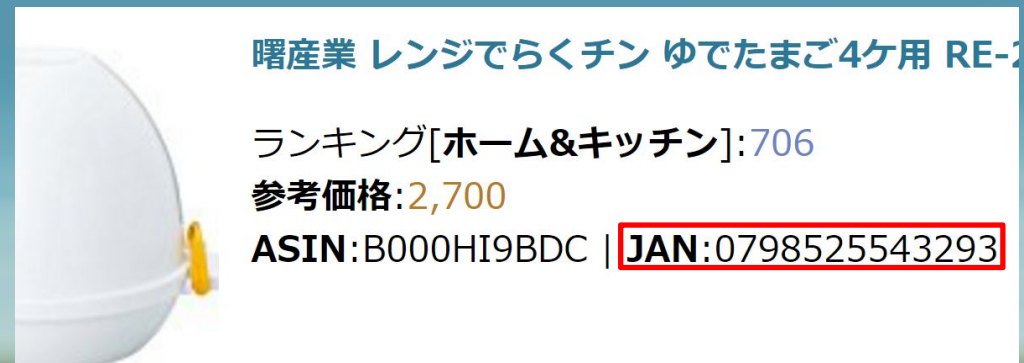 曙産業 レンジでらくチン ゆでたまご4ケ用 RE-2
ランキング[ホーム&キッチン]:706
参考価格:2,700
ASIN:B000HI9BDC | JAN:0798525543293